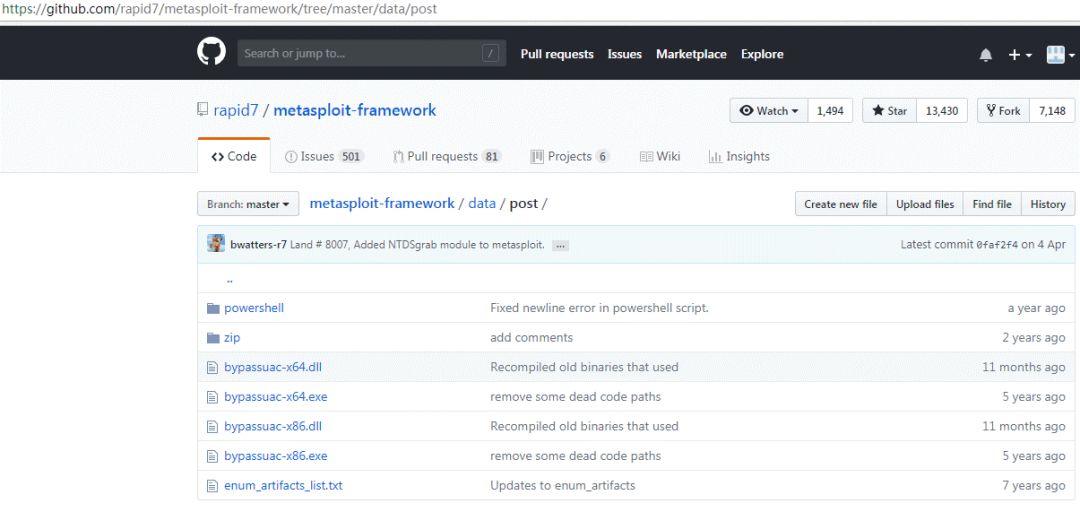 https://github.com/rapid7/metasploit-framework/tree/master/data/post
Search or jump to... / Pull requests Issues Marketplace Explore
rapid7 / metasploit-framework Watch 1,494 Star 13,430 Fork 7,148
Code Issues 501 Pull requests 81 Projects 6 Wiki Insights
Branch: master metasploit-framework / data / post / Create new file Upload files Find file History
bwatters-r7 Land # 8007, Added NTDSgrab module to metasploit. ... Latest commit 0faf2f4 on 4 Apr
..
powershell Fixed newline error in powershell script. a year ago
zip add comments 2 years ago
bypassuac-x64.dll Recompiled old binaries that used 11 months ago
bypassuac-x64.exe remove some dead code paths 5 years ago
bypassuac-x86.dll Recompiled old binaries that used 11 months ago
bypassuac-x86.exe remove some dead code paths 5 years ago
enum_artifacts_list.txt Updates to enum_artifacts 7 years ago